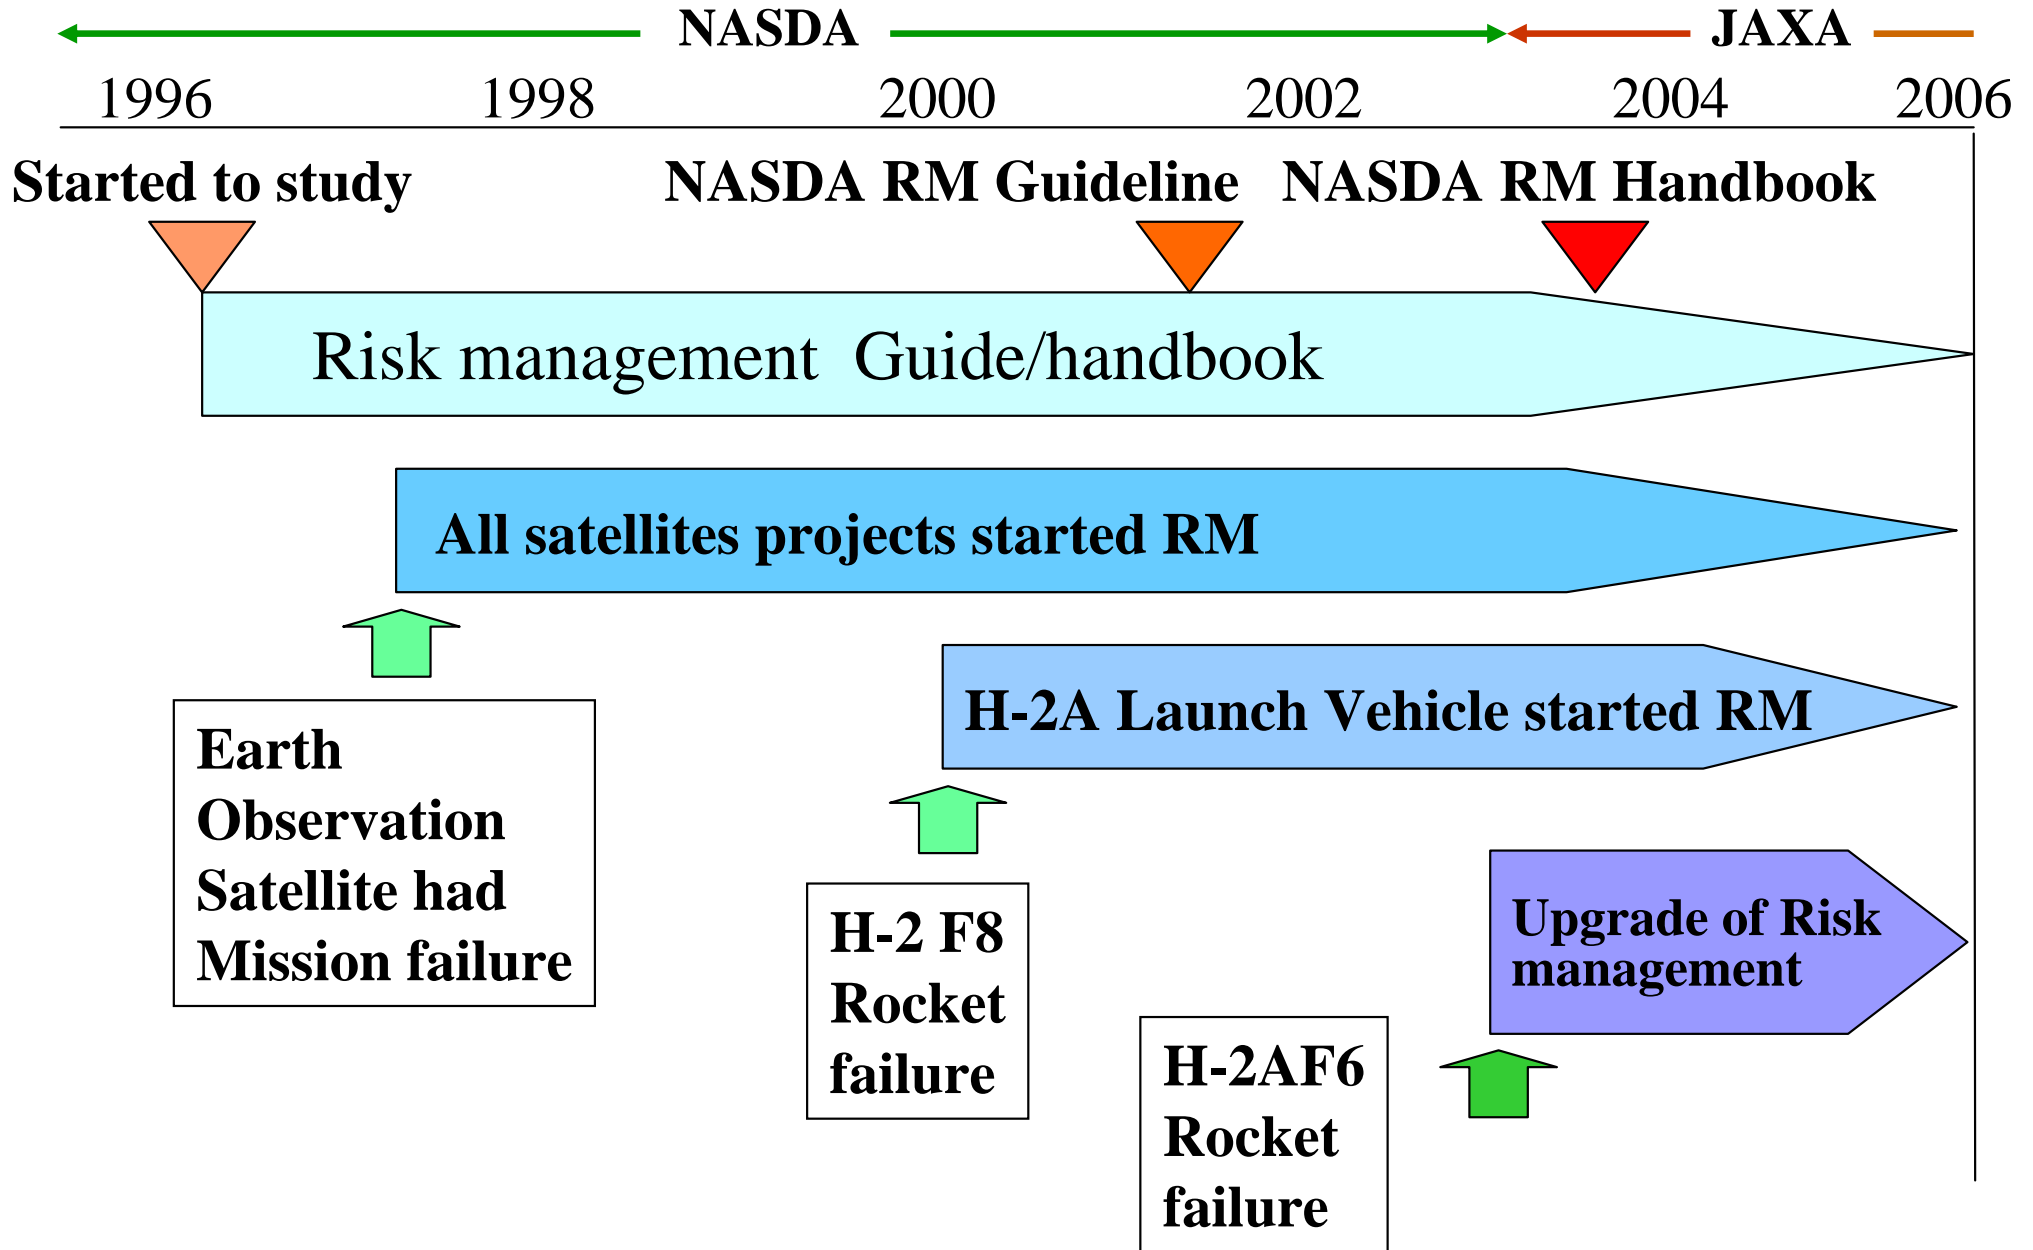 NASDA JAXA
1996 1998 2000 2002 2004 2006
Started to study NASDA RM Guideline NASDA RM Handbook
Risk management Guide/handbook
All satellites projects started RM
H-2A Launch Vehicle started RM
Earth
Observation
Satellite had
Mission failure
H-2 F8
Rocket
failure
Upgrade of Risk
management
H-2AF6
Rocket
failure